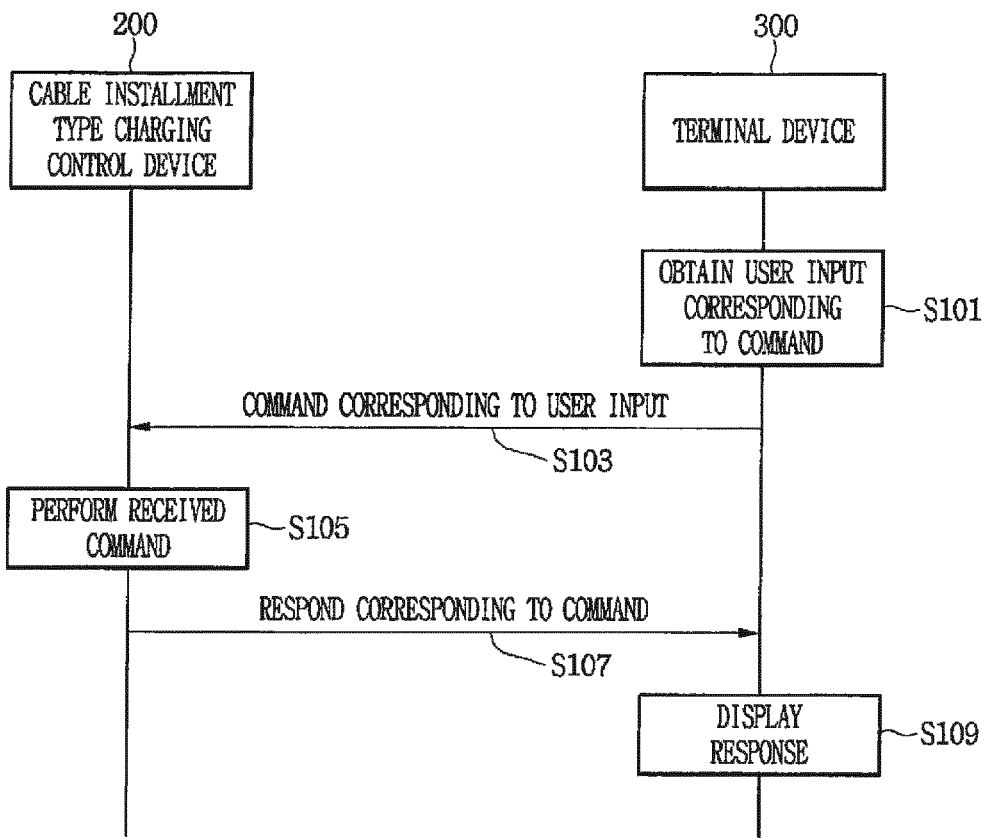 200
300
CABLE INSTALLMENT
TYPE CHARGING
CONTROL DEVICE
TERMINAL DEVICE
OBTAIN USER INPUT
CORRESPONDING
TO COMMAND
S101
COMMAND CORRESPONDING TO USER INPUT
S103
PERFORM RECEIVED
COMMAND
S105
RESPOND CORRESPONDING TO COMMAND
S107
DISPLAY
RESPONSE
S109